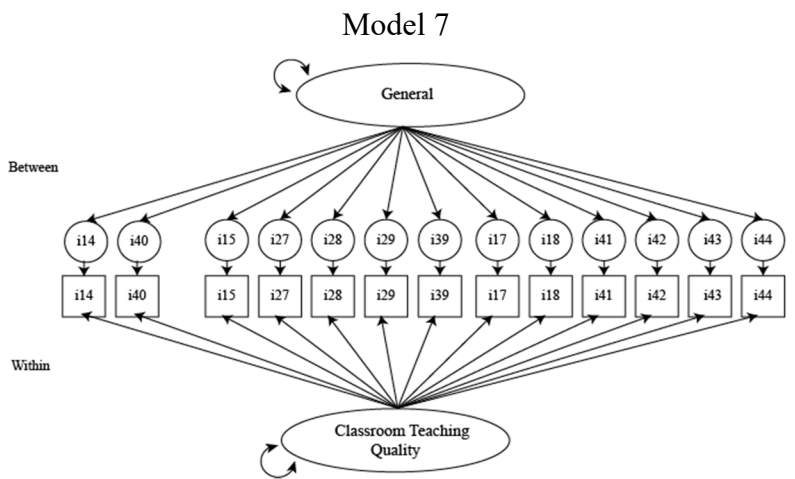 Model 7
General
Between
i14 i40 i15 i27 i28 i29 i39 i17 i18 i41 i42 i43 i44
i14 i40 i15 i27 i28 i29 i39 i17 i18 i41 i42 i43 i44
Within
Classroom Teaching
Quality